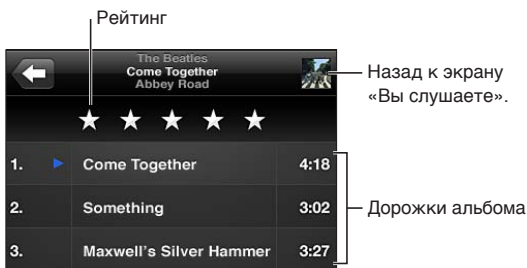 Рейтинг
The Beatles
Come Together
Abbey Road
Назад к экрану
«Вы слушаете».
1. Come Together 4:18
2. Something 3:02
3. Maxwell's Silver Hammer 3:27
Дорожки альбома